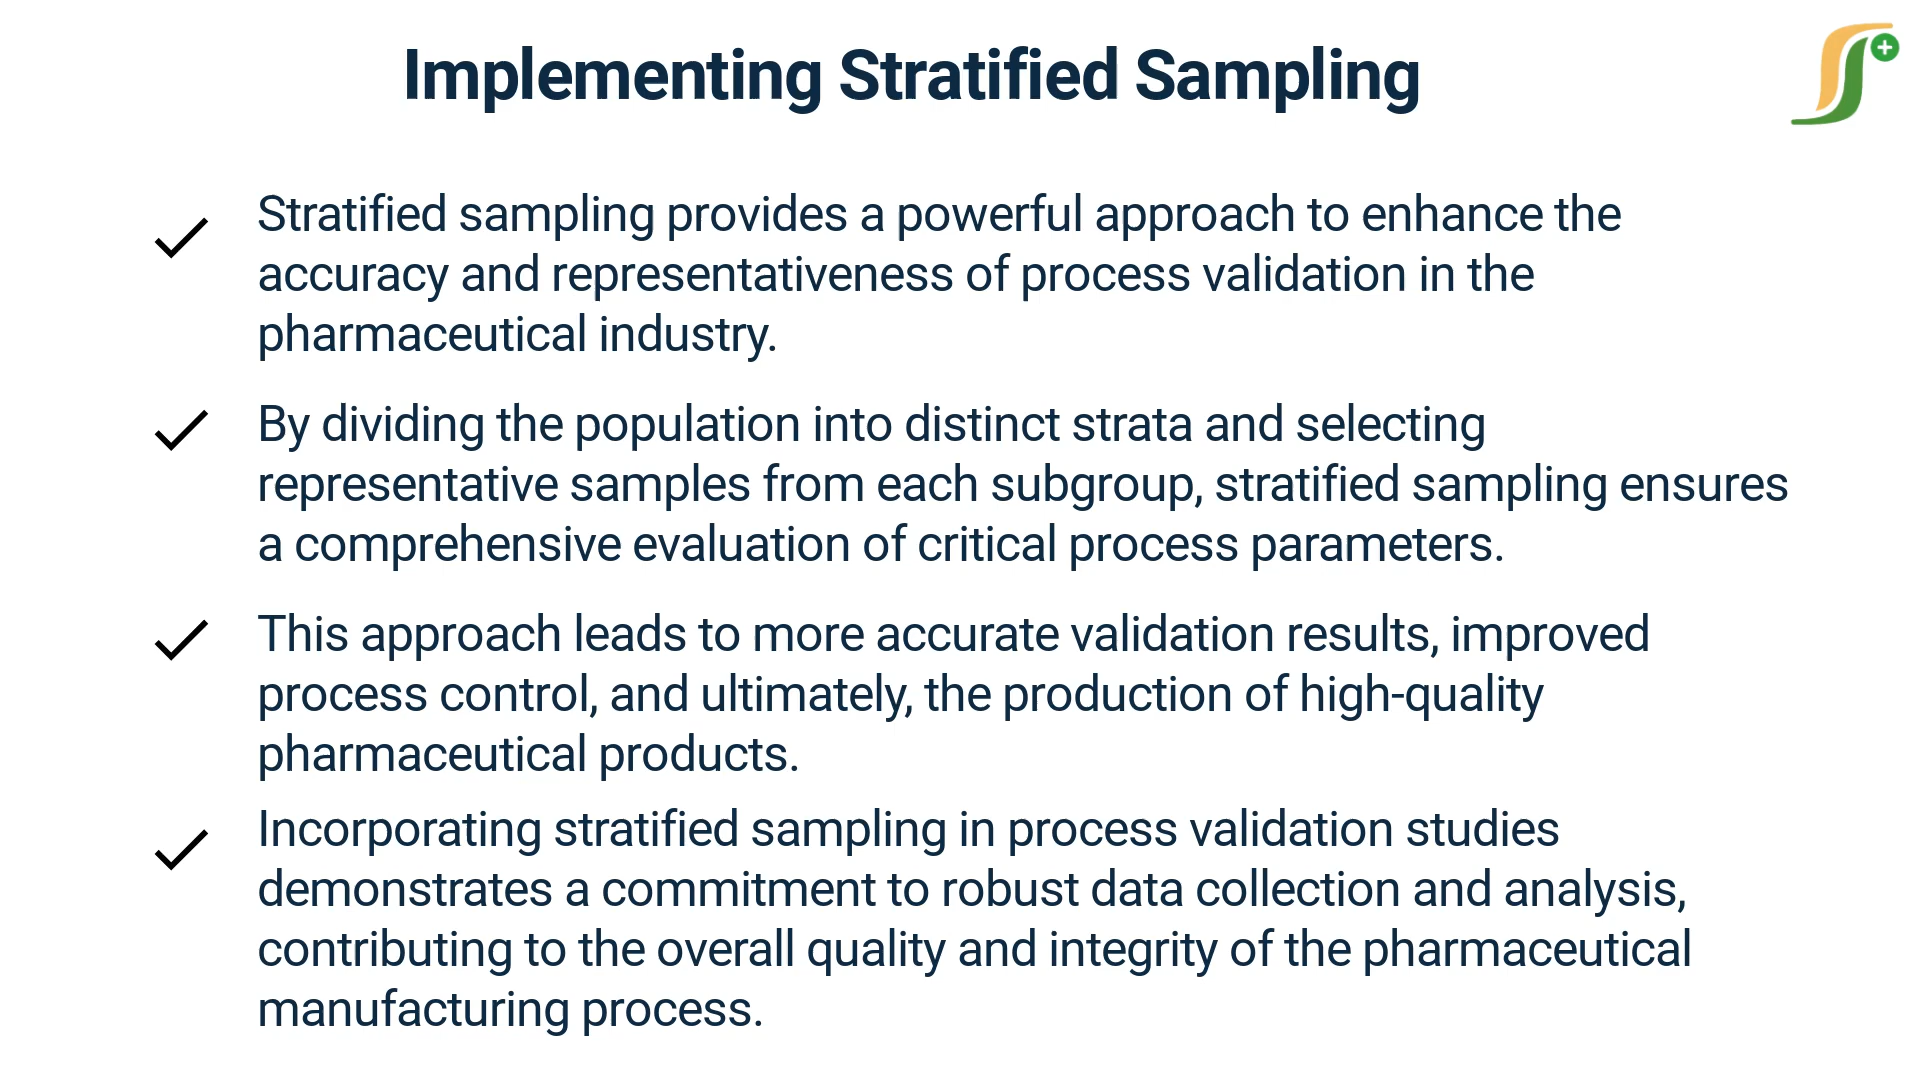 Implementing Stratified Sampling
Stratified sampling provides a powerful approach to enhance the
accuracy and representativeness of process validation in the
pharmaceutical industry.
By dividing the population into distinct strata and selecting
representative samples from each subgroup, stratified sampling ensures
a comprehensive evaluation of critical process parameters.
This approach leads to more accurate validation results, improved
process control, and ultimately, the production of high-quality
pharmaceutical products.
Incorporating stratified sampling in process validation studies
demonstrates a commitment to robust data collection and analysis,
contributing to the overall quality and integrity of the pharmaceutical
manufacturing process.